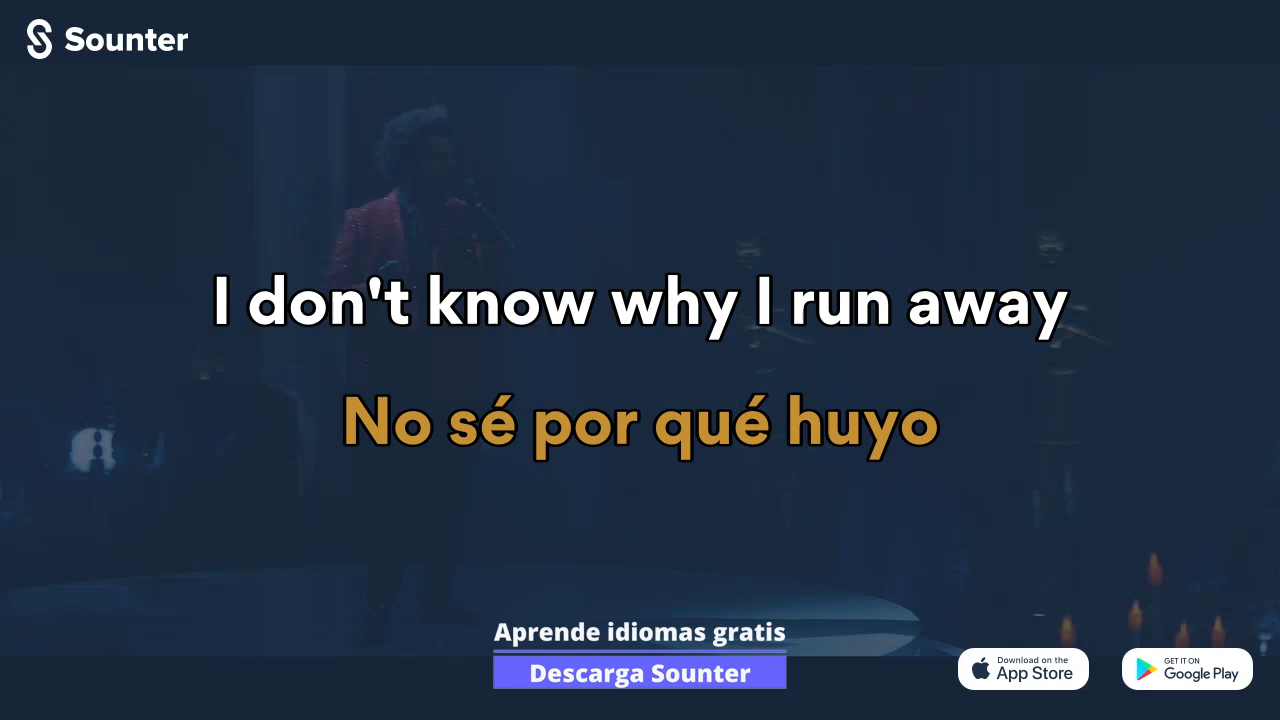 Sounter
I don't know why I run away
No sé por qué huyo
Aprende idiomas gratis
Descarga Sounter
Download on the
App Store
GET IT ON
Google Play